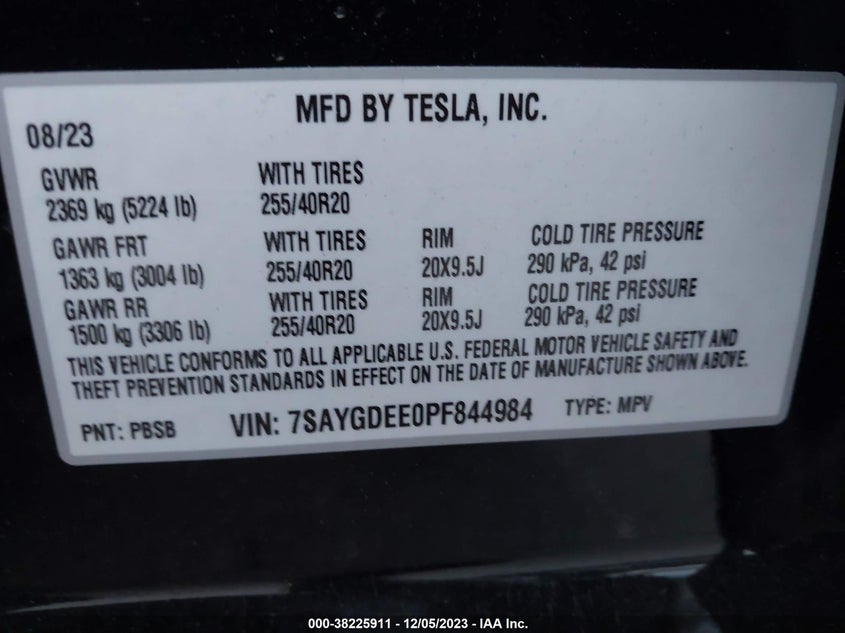 MFD BY TESLA, INC.
08/23
GVWR WITH TIRES
2369 kg (5224 lb) 255/40R20
GAWR FRT WITH TIRES RIM COLD TIRE PRESSURE
1363 kg (3004 lb) 255/40R20 20X9.5J 290 kPa, 42 psi
GAWR RR WITH TIRES RIM COLD TIRE PRESSURE
1500 kg (3306 lb) 255/40R20 20X9.5J 290 kPa, 42 psi
THIS VEHICLE CONFORMS TO ALL APPLICABLE U.S. FEDERAL MOTOR VEHICLE SAFETY AND
THEFT PREVENTION STANDARDS IN EFFECT ON THE DATE OF MANUFACTURE SHOWN ABOVE.
PNT: PBSB VIN: 7SAYGDEE0PF844984 TYPE: MPV
000-38225911 - 12/05/2023 - IAA Inc.